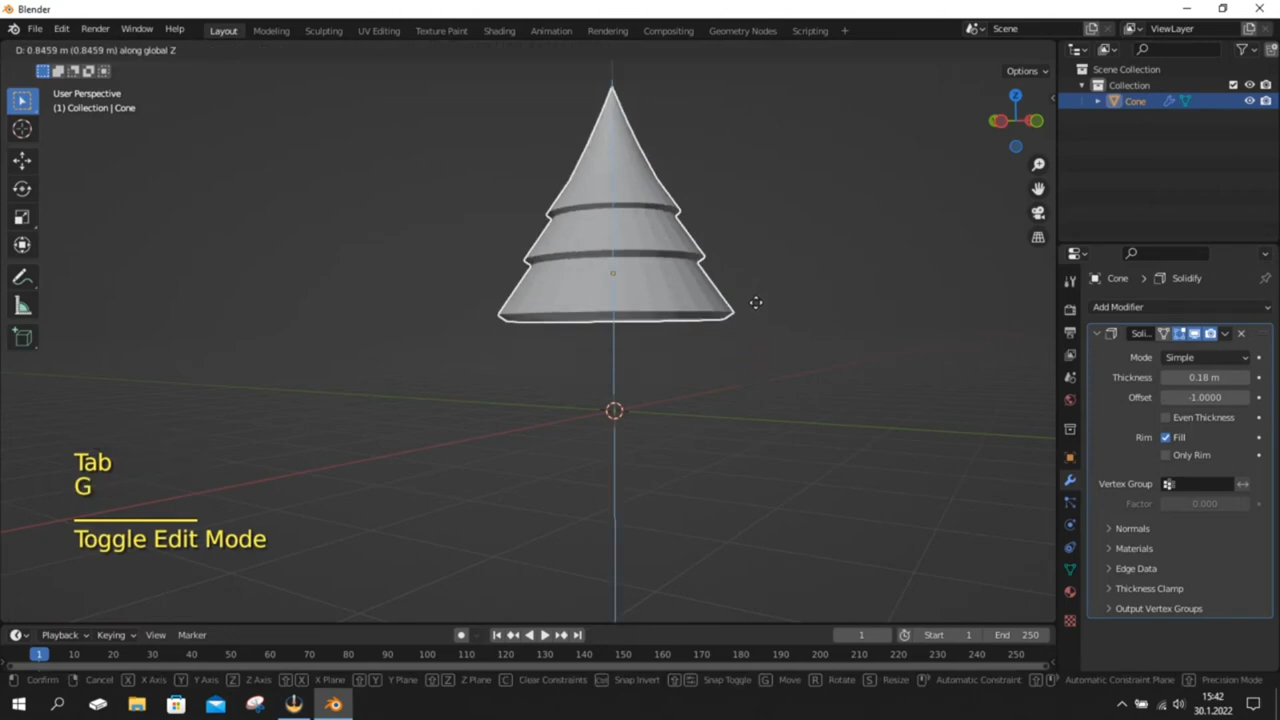 Blender
File Edit Render Window Help
Layout Modeling Sculpting UV Editing Texture Paint Shading Animation Rendering Compositing Geometry Nodes Scripting +
Scene
ViewLayer
D: 0.8459 m (0.8459 m) along global Z
Options
User Perspective
(1) Collection | Cone
Z
Scene Collection
Collection
Cone
Cone > Solidify
Add Modifier
Soli...
Mode Simple
Thickness 0.18 m
Offset -1.0000
Even Thickness
Rim Fill
Only Rim
Vertex Group
Factor 0.000
Normals
Materials
Edge Data
Thickness Clamp
Output Vertex Groups
Tab
G
Toggle Edit Mode
Playback Keying View Marker
1 Start 1 End 250
1 10 20 30 40 50 60 70 80 90 100 110 120 130 140 150 160 170 180 190 200 210 220 230 240 250
Confirm Cancel X X Axis Y Y Axis Z Z Axis X X Plane Y Y Plane Z Z Plane C Clear Constraints Ctrl Snap Invert Snap Toggle G Move R Rotate S Resize Automatic Constraint Automatic Constraint Plane Precision Mode
15:42
30.1.2022